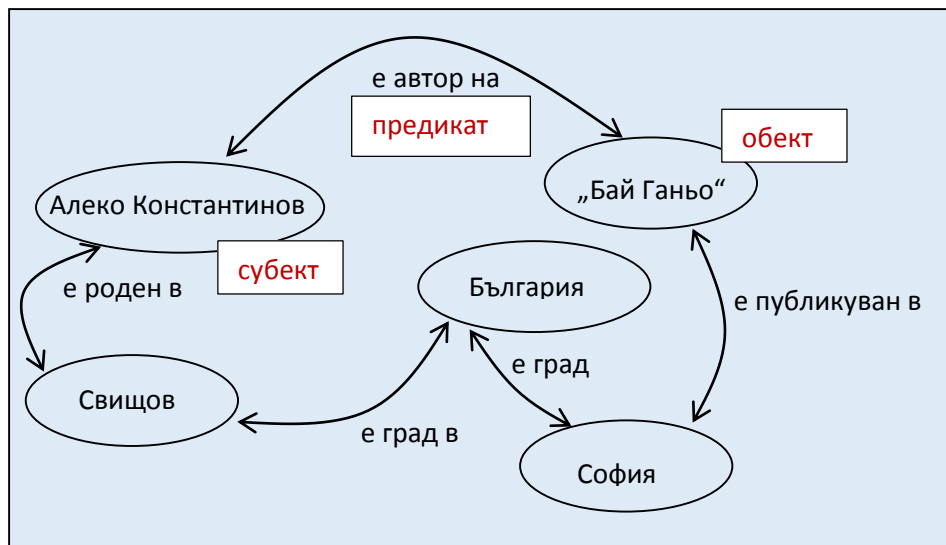 е автор на
предикат
обект
„Бай Ганьо“
Алеко Константинов
субект
е роден в
България
е публикуван в
е град
Свищов
е град в
София